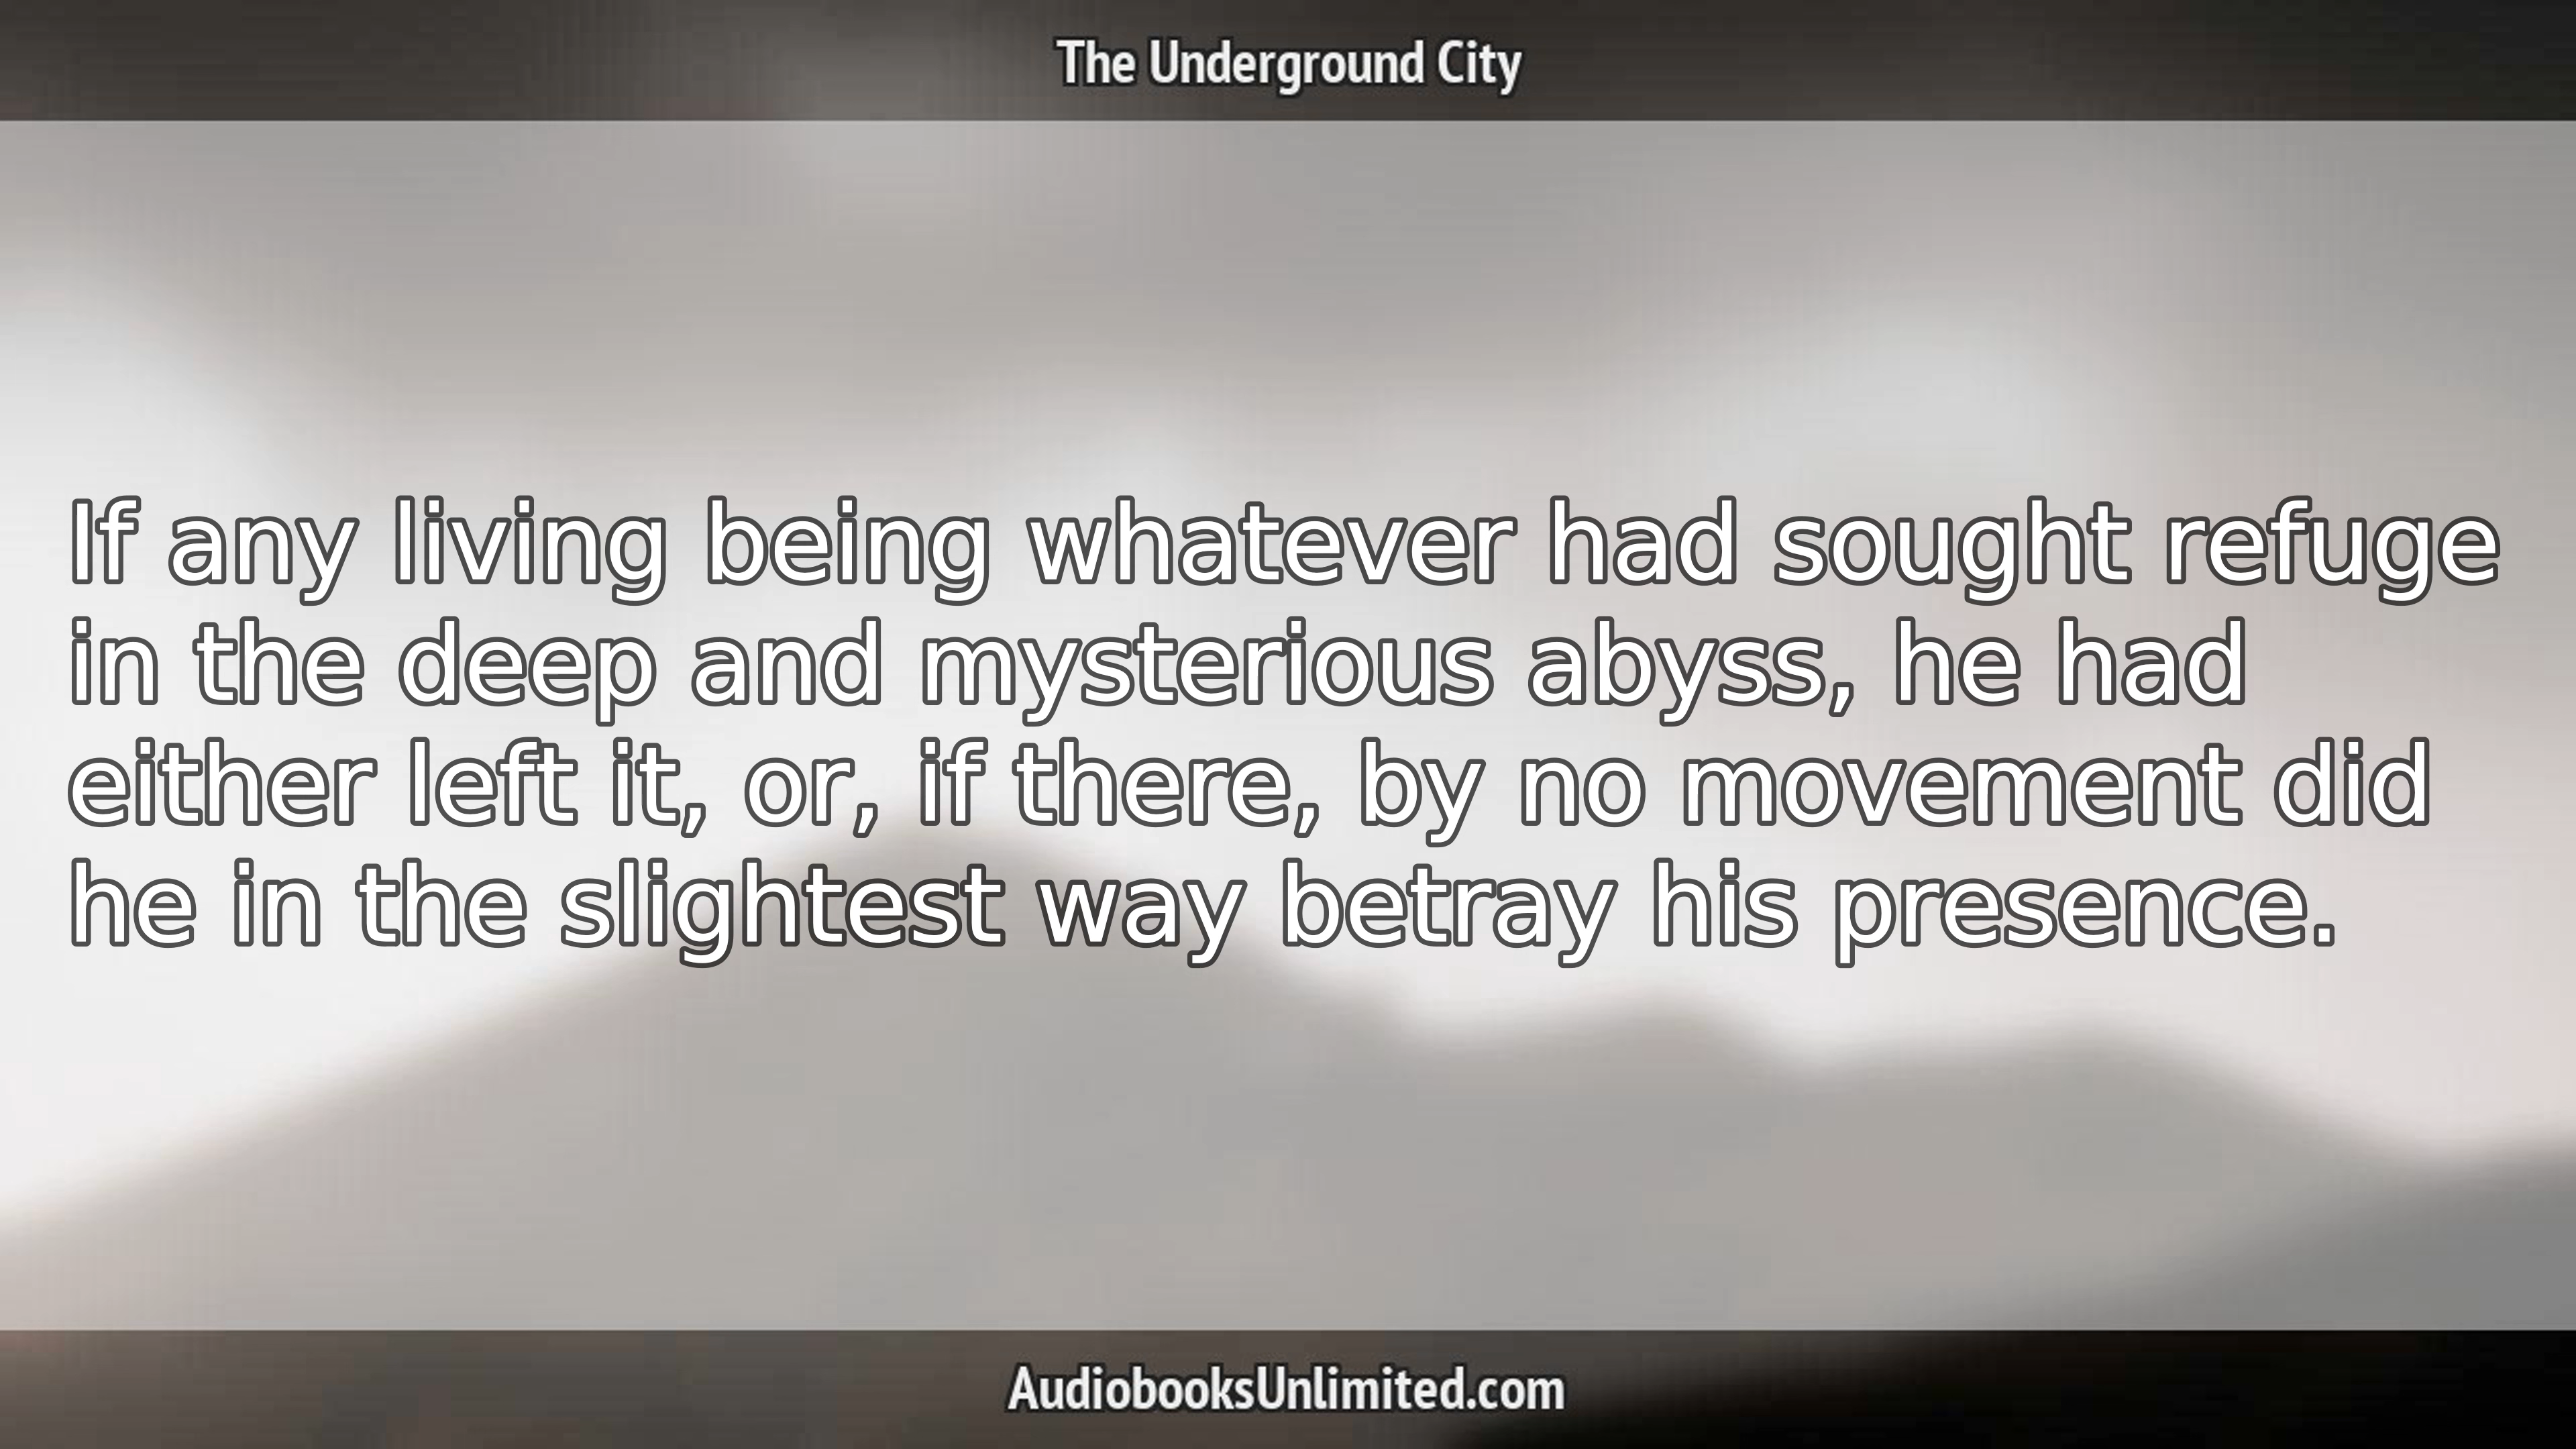 The Underground City
If any living being whatever had sought refuge
in the deep and mysterious abyss, he had
either left it, or, if there, by no movement did
he in the slightest way betray his presence.
AudiobooksUnlimited.com